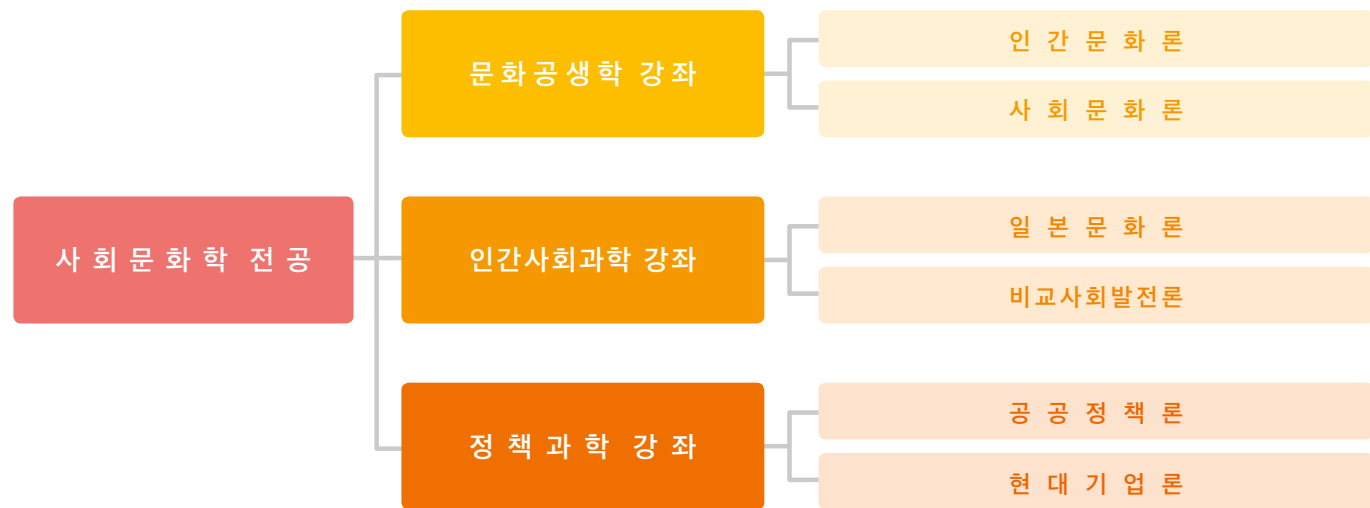 사회문화학 전공
문화공생학 강좌
인간문화론
사회문화론
인간사회과학 강좌
일본문화론
비교사회발전론
정책과학 강좌
공공정책론
현대기업론